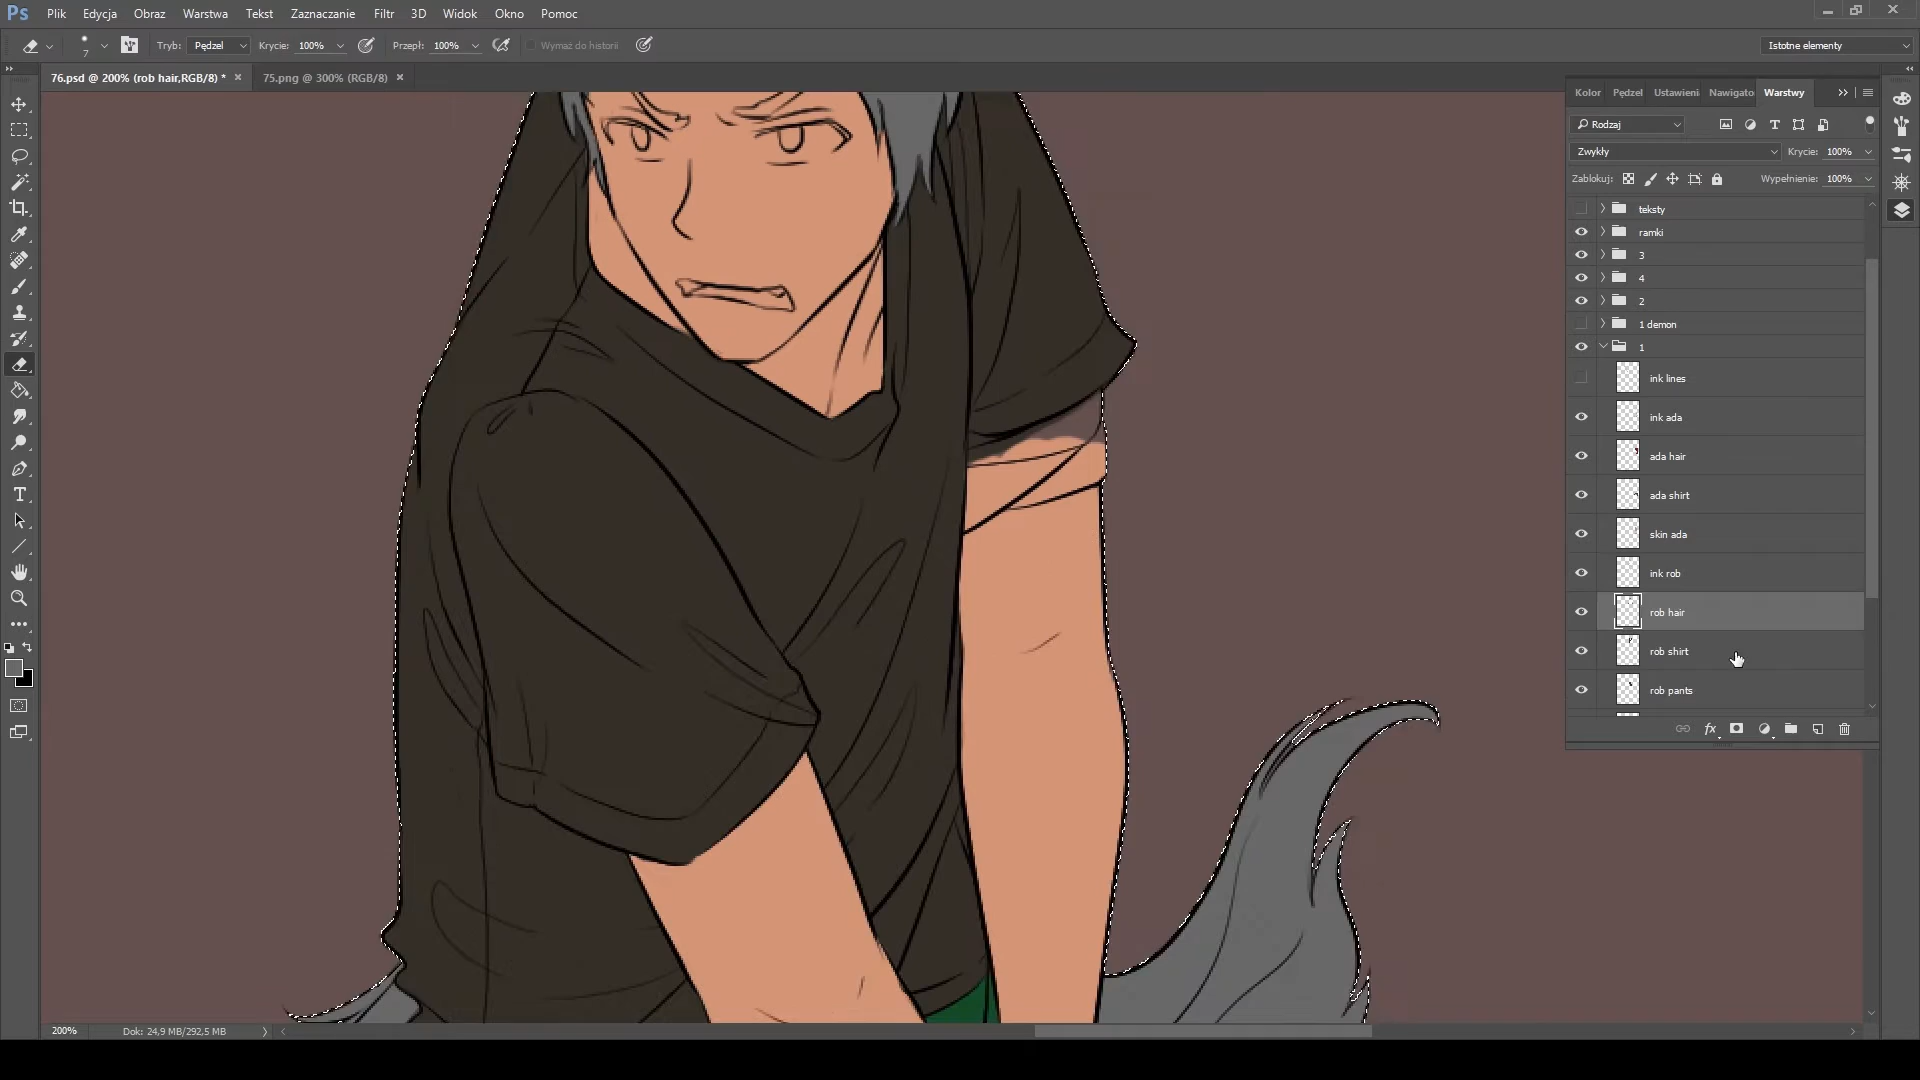 Ps Plik Edycja Obraz Warstwa Tekst Zaznaczanie Filtr 3D Widok Okno Pomoc
7 Tryb: Pędzel Krycie: 100% Przepł: 100% Wymaż do historii Istotne elementy
76.psd @ 200% (rob hair,RGB/8) * × 75.png @ 300% (RGB/8) ×
Kolor Pędzel Ustawieni Nawigato Warstwy
Rodzaj
Zwykły Krycie: 100%
Zablokuj: Wypełnienie: 100%
teksty
ramki
3
4
2
1 demon
1
ink lines
ink ada
ada hair
ada shirt
skin ada
ink rob
rob hair
rob shirt
rob pants
fx
200% Dok: 24,9 MB/292,5 MB